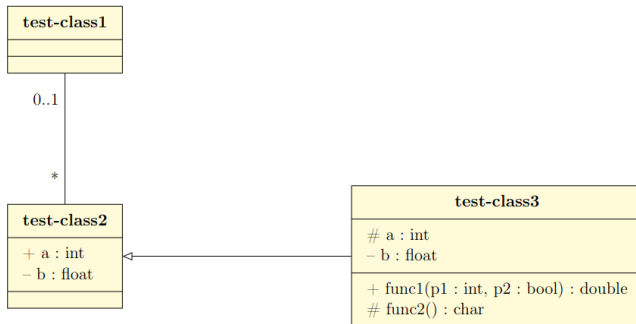 test-class1
0..1
*
test-class2
+ a : int
– b : float
test-class3
# a : int
– b : float
+ func1(p1 : int, p2 : bool) : double
# func2() : char